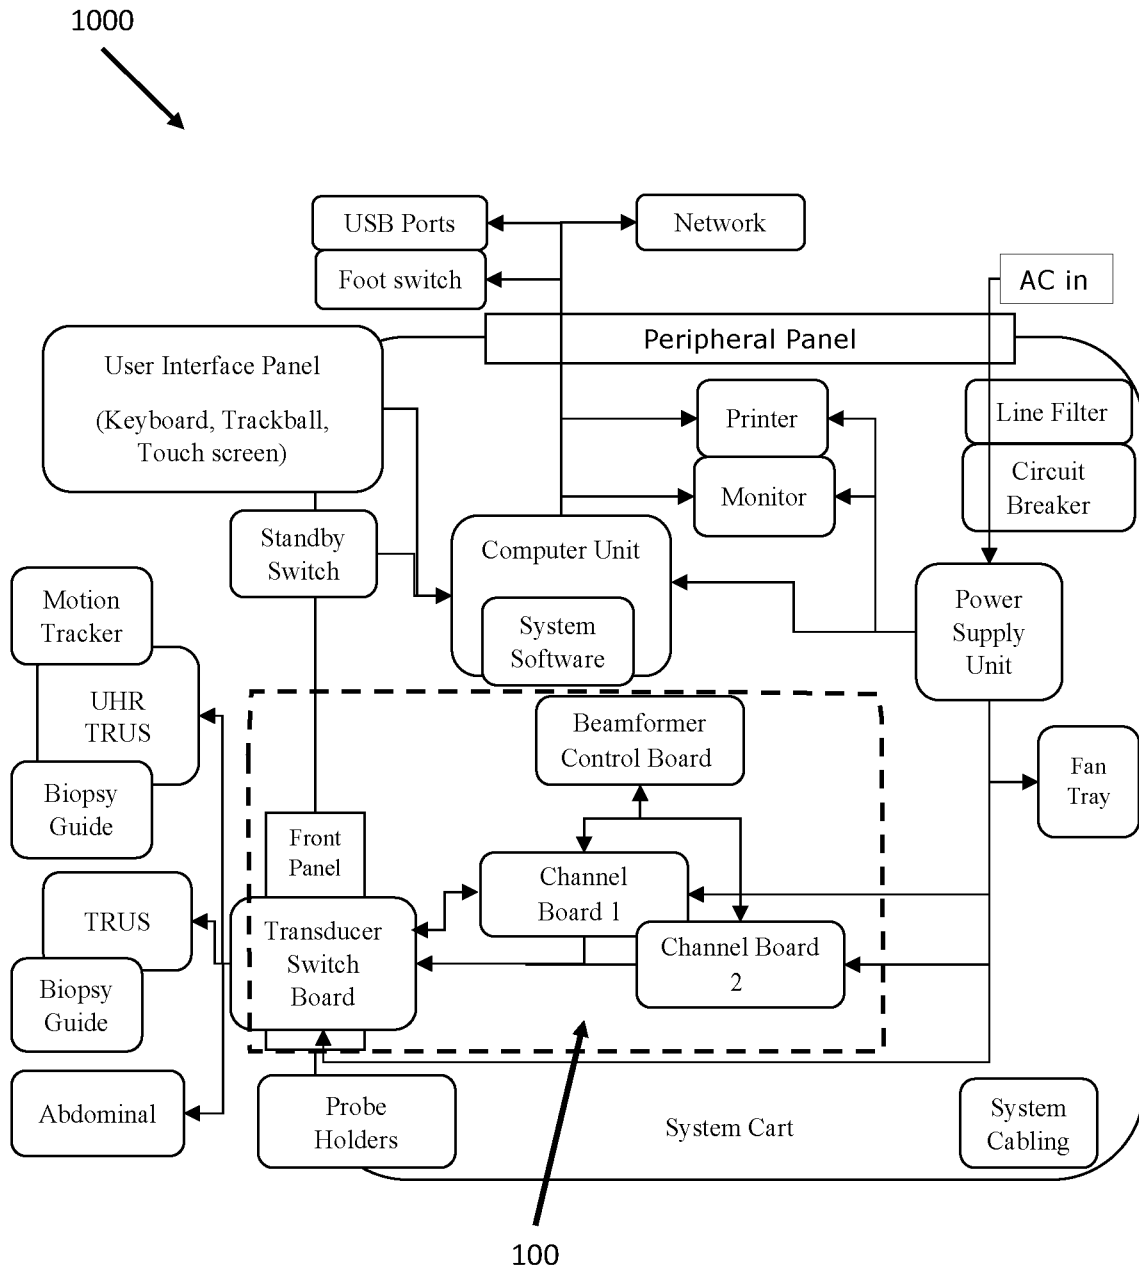 1000
USB Ports
Network
Foot switch
AC in
Peripheral Panel
User Interface Panel
(Keyboard, Trackball,
Touch screen)
Printer
Monitor
Line Filter
Circuit
Breaker
Standby
Switch
Computer Unit
System
Software
Power
Supply
Unit
Motion
Tracker
UHR
TRUS
Biopsy
Guide
Beamformer
Control Board
Fan
Tray
Front
Panel
Channel
Board 1
Channel Board
2
TRUS
Biopsy
Guide
Transducer
Switch
Board
Abdominal
Probe
Holders
System Cart
System
Cabling
100